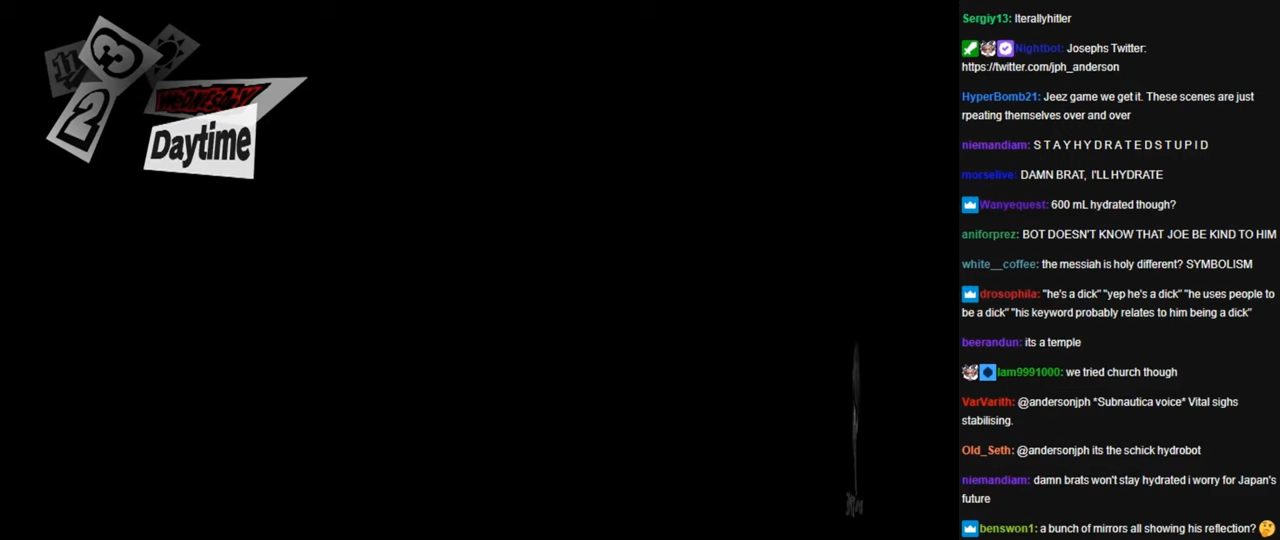 11
3
2
WEDNESDAY
Daytime
Sergiy13: Iterallyhitler
Nightbot: Josephs Twitter:
https://twitter.com/jph_anderson
HyperBomb21: Jeez game we get it. These scenes are just
rpeating themselves over and over
niemandiam: S T A Y H Y D R A T E D S T U P I D
morselive: DAMN BRAT, I'LL HYDRATE
Wanyequest: 600 mL hydrated though?
aniforprez: BOT DOESN'T KNOW THAT JOE BE KIND TO HIM
white__coffee: the messiah is holy different? SYMBOLISM
drosophila: "he's a dick" "yep he's a dick" "he uses people to
be a dick" "his keyword probably relates to him being a dick"
beerandun: its a temple
Iam9991000: we tried church though
VarVarith: @andersonjph *Subnautica voice* Vital sighs
stabilising.
Old_Seth: @andersonjph its the schick hydrobot
niemandiam: damn brats won't stay hydrated i worry for Japan's
future
benswon1: a bunch of mirrors all showing his reflection?